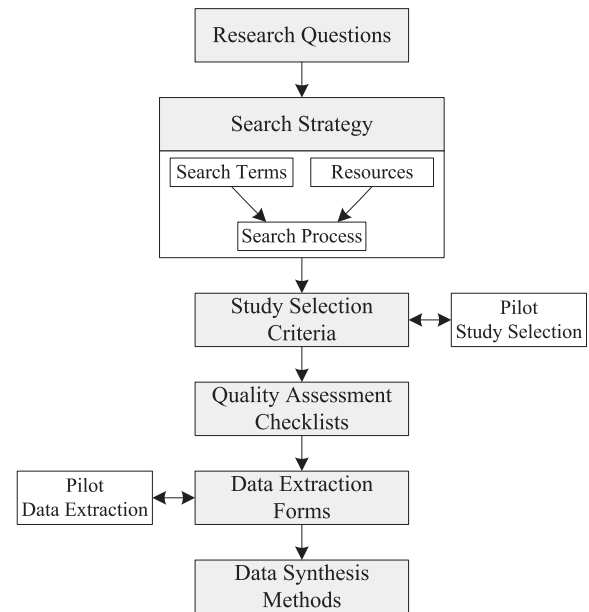 Research Questions
Search Strategy
Search Terms
Resources
Search Process
Study Selection
Criteria
Pilot
Study Selection
Quality Assessment
Checklists
Pilot
Data Extraction
Data Extraction
Forms
Data Synthesis
Methods